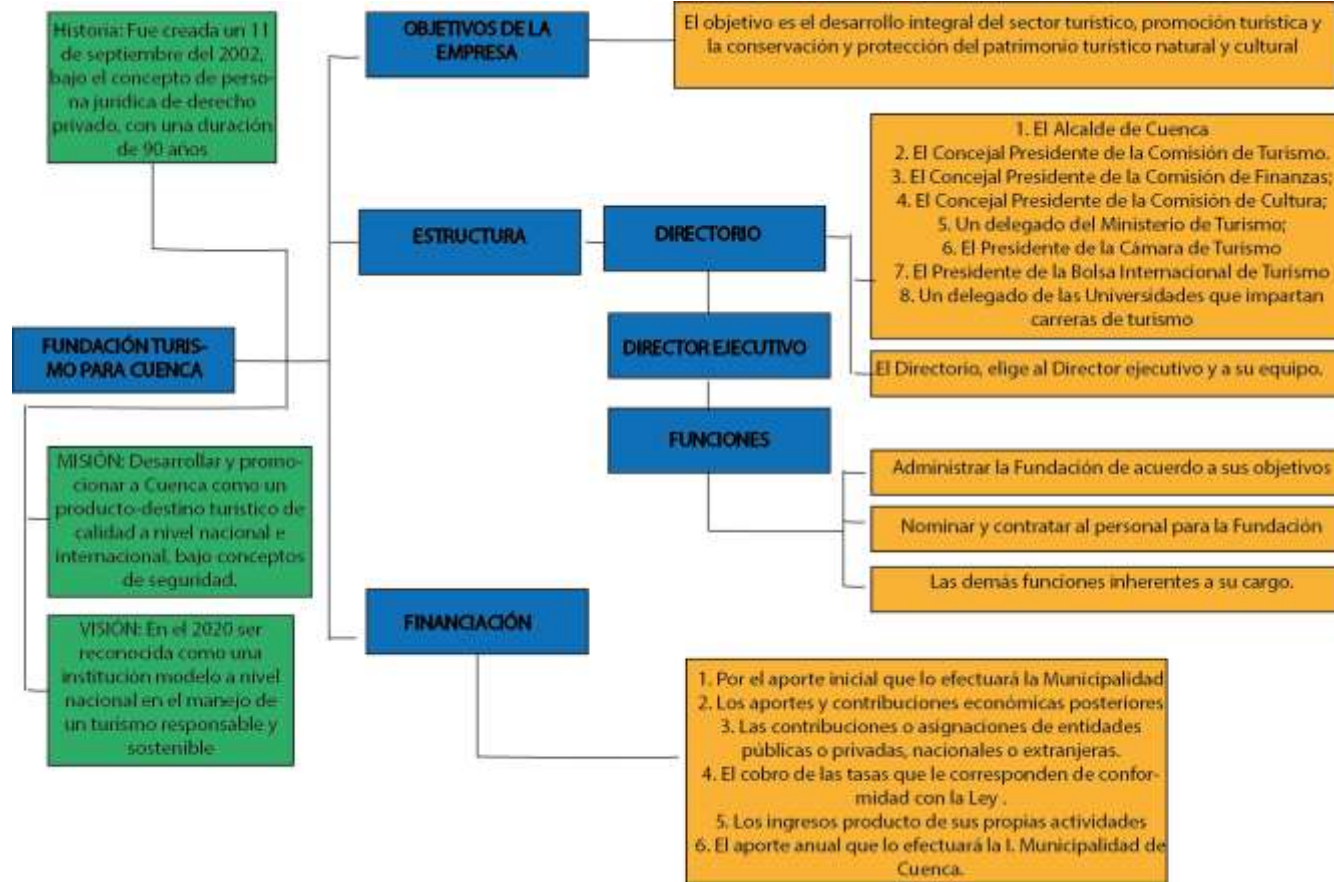 Historia: Fue creada un 11
de septiembre del 2002,
bajo el concepto de perso-
na jurídica de derecho
privado, con una duración
de 90 años
OBJETIVOS DE LA
EMPRESA
El objetivo es el desarrollo integral del sector turístico, promoción turística y
la conservación y protección del patrimonio turístico natural y cultural
ESTRUCTURA
DIRECTORIO
1. El Alcalde de Cuenca
2. El Concejal Presidente de la Comisión de Turismo.
3. El Concejal Presidente de la Comisión de Finanzas;
4. El Concejal Presidente de la Comisión de Cultura;
5. Un delegado del Ministerio de Turismo;
6. El Presidente de la Cámara de Turismo
7. El Presidente de la Bolsa Internacional de Turismo
8. Un delegado de las Universidades que impartan
carreras de turismo
FUNDACIÓN TURIS-
MO PARA CUENCA
DIRECTOR EJECUTIVO
El Directorio, elige al Director ejecutivo y a su equipo.
FUNCIONES
Administrar la Fundación de acuerdo a sus objetivos
Nominar y contratar al personal para la Fundación
Las demás funciones inherentes a su cargo.
MISIÓN: Desarrollar y promo-
cionar a Cuenca como un
producto-destino turístico de
calidad a nivel nacional e
internacional, bajo conceptos
de seguridad.
VISIÓN: En el 2020 ser
reconocida como una
institución modelo a nivel
nacional en el manejo de
un turismo responsable y
sostenible
FINANCIACIÓN
1. Por el aporte inicial que lo efectuará la Municipalidad
2. Los aportes y contribuciones económicas posteriores
3. Las contribuciones o asignaciones de entidades
públicas o privadas, nacionales o extranjeras.
4. El cobro de las tasas que le corresponden de confor-
midad con la Ley .
5. Los ingresos producto de sus propias actividades
6. El aporte anual que lo efectuará la I. Municipalidad de
Cuenca.